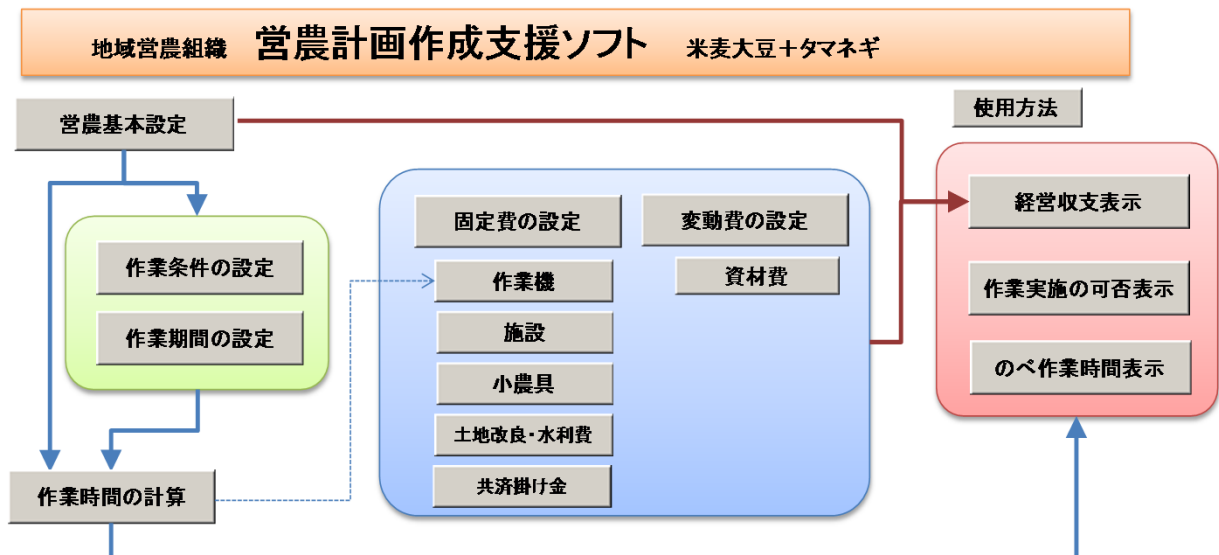 地域営農組織 営農計画作成支援ソフト 米麦大豆＋タマネギ
営農基本設定
使用方法
作業条件の設定
作業期間の設定
作業時間の計算
固定費の設定
作業機
施設
小農具
土地改良・水利費
共済掛け金
変動費の設定
資材費
経営収支表示
作業実施の可否表示
のべ作業時間表示